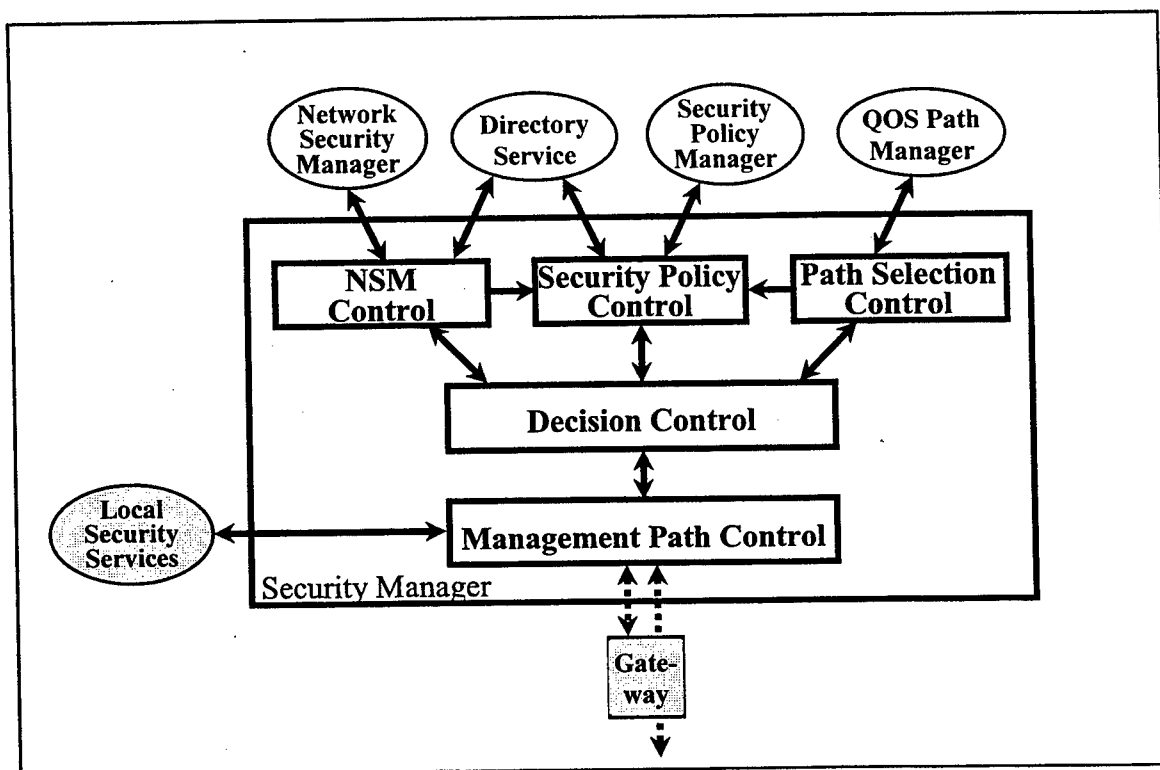 Network
Security
Manager
Directory
Service
Security
Policy
Manager
QOS Path
Manager
NSM
Control
Security Policy
Control
Path Selection
Control
Decision Control
Local
Security
Services
Management Path Control
Security Manager
Gate-
way